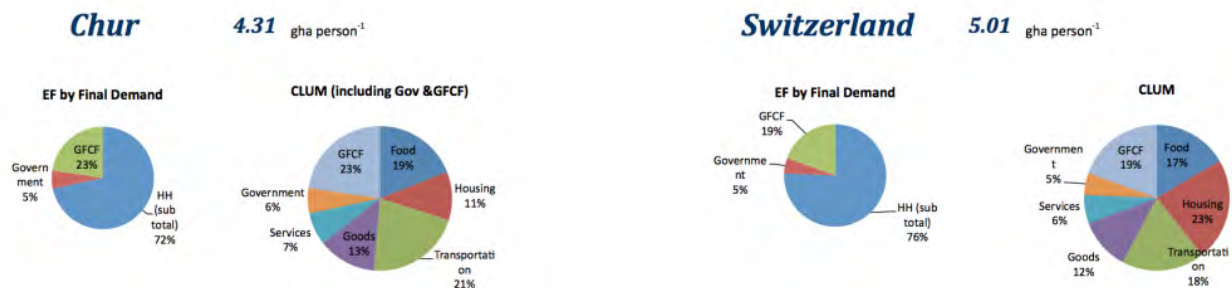 Chur
4.31 gha person-1
EF by Final Demand
GFCF
23%
Govern
ment
5%
HH (sub
total)
72%
CLUM (including Gov &GFCF)
GFCF
23%
Food
19%
Housing
11%
Government
6%
Services
7%
Goods
13%
Transportati
on
21%
Switzerland
5.01 gha person-1
EF by Final Demand
GFCF
19%
Governme
nt
5%
HH (sub
total)
76%
CLUM
GFCF
19%
Food
17%
Governmen
t
5%
Housing
23%
Services
6%
Goods
12%
Transportati
on
18%